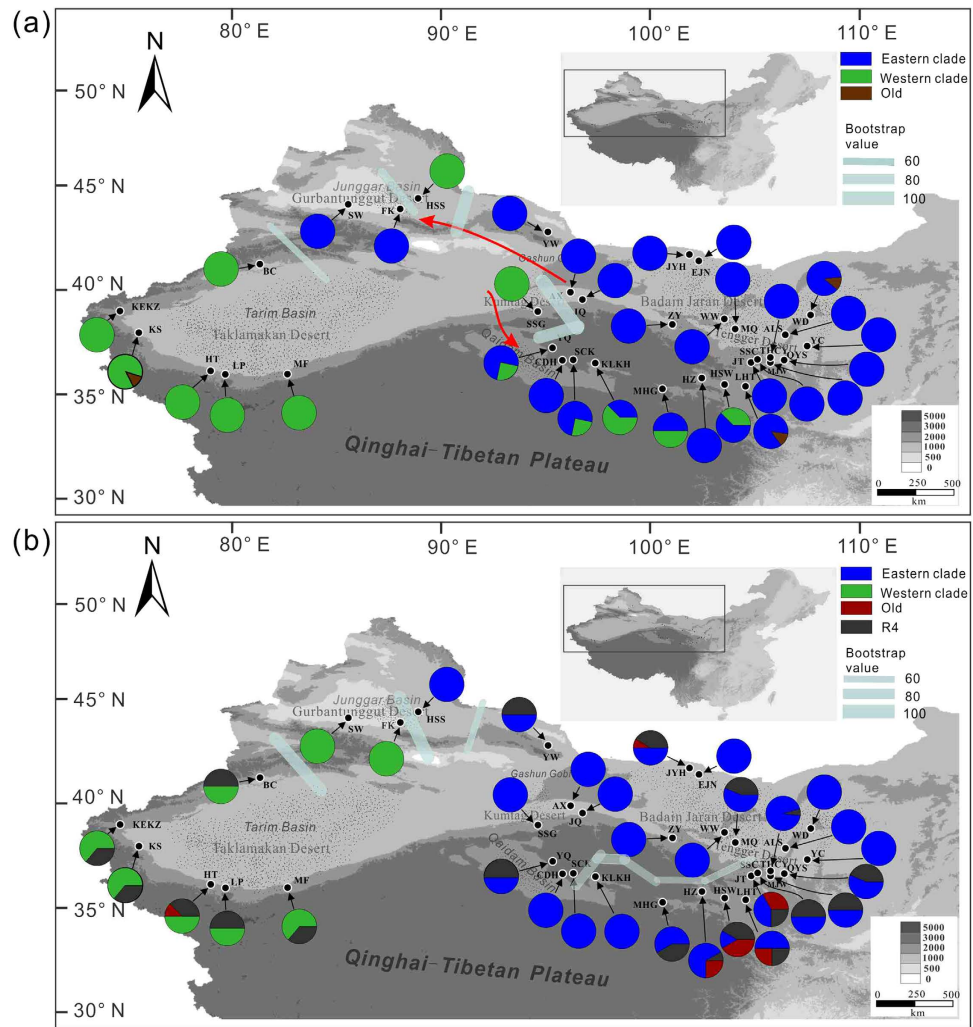 (a)
80° E
90° E
100° E
110° E
N
50° N
45° N
40° N
35° N
30° N
Eastern clade
Western clade
Old
Bootstrap
value
60
80
100
Junggar Basin
Gurbantunggut Desert
HSS
SW
FK
YW
BC
Gashun G
JYH
EJN
KEKZ
KS
Tarim Basin
Taklamakan Desert
HT
LP
MF
AX
JQ
Kumtag Desert
SSG
Badain Jaran Desert
ZY
WW
MQ
ALS
WD
Tengger Desert
YC
Qaidam Basin
YQ
CDH
SCK
KLKH
MHG
HZ
HSW
LHT
JT
SSC
QYS
MJW
Qinghai-Tibetan Plateau
5000
3000
2000
1000
500
0
0
250
500
km
(b)
80° E
90° E
100° E
110° E
N
50° N
45° N
40° N
35° N
30° N
Eastern clade
Western clade
Old
R4
Bootstrap
value
60
80
100
Junggar Basin
Gurbantunggut Desert
HSS
SW
FK
YW
BC
Gashun Gobi
JYH
EJN
KEKZ
KS
Tarim Basin
Taklamakan Desert
HT
LP
MF
AX
JQ
Kumtag Desert
SSG
Badain Jaran Desert
ZY
WW
MQ
ALS
WD
Tengger Desert
YC
Qaidam Basin
YQ
CDH
KLKH
MHG
HZ
HSW
LHT
JT
QYS
MJW
Qinghai-Tibetan Plateau
5000
3000
2000
1000
500
0
0
250
500
km